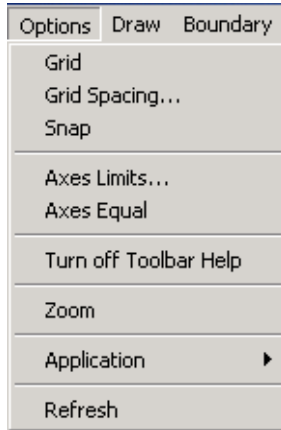 Options Draw Boundary
Grid
Grid Spacing...
Snap
Axes Limits...
Axes Equal
Turn off Toolbar Help
Zoom
Application
Refresh